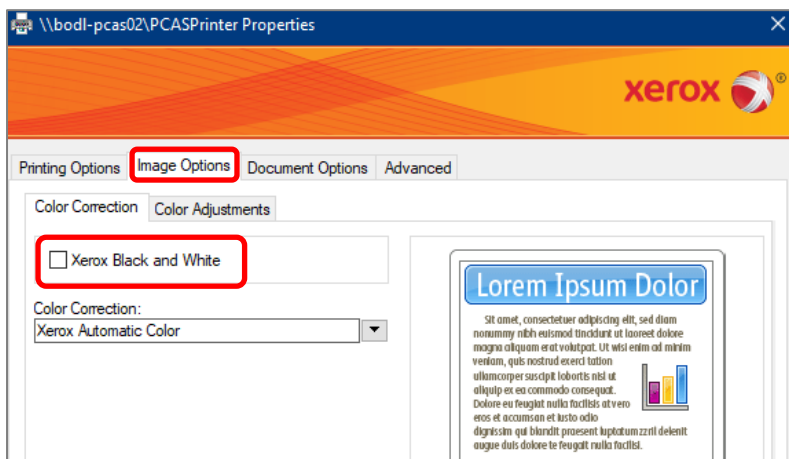 \\bodl-pcas02\PCASPrinter Properties
xerox ®
Printing Options Image Options Document Options Advanced
Color Correction Color Adjustments
Xerox Black and White
Color Correction:
Xerox Automatic Color
Lorem Ipsum Dolor
Sit amet, consectetuer adipiscing elit, sed diam
nonummy nibh euismod tincidunt ut laoreet dolore
magna aliquam erat volutpat. Ut wisi enim ad minim
veniam, quis nostrud exerci tation
ullamcorper suscipit lobortis nisl ut
aliquip ex ea commodo consequat.
Dolore eu feugiat nulla facilisis at vero
eros et accumsan et iusto odio
dignissim qui blandit praesent luptatum zzril delenit
augue duis dolore te feugait nulla facilisi.